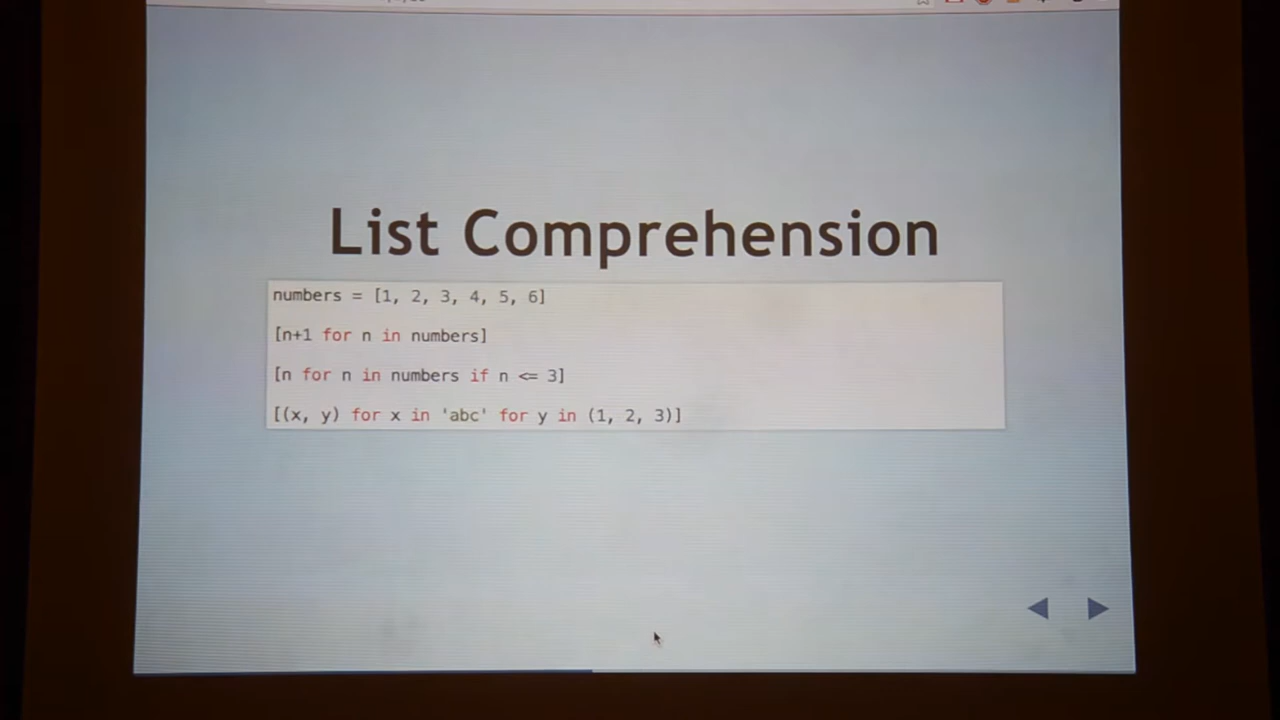 List Comprehension
numbers = [1, 2, 3, 4, 5, 6]
[n+1 for n in numbers]
[n for n in numbers if n <= 3]
[(x, y) for x in 'abc' for y in (1, 2, 3)]